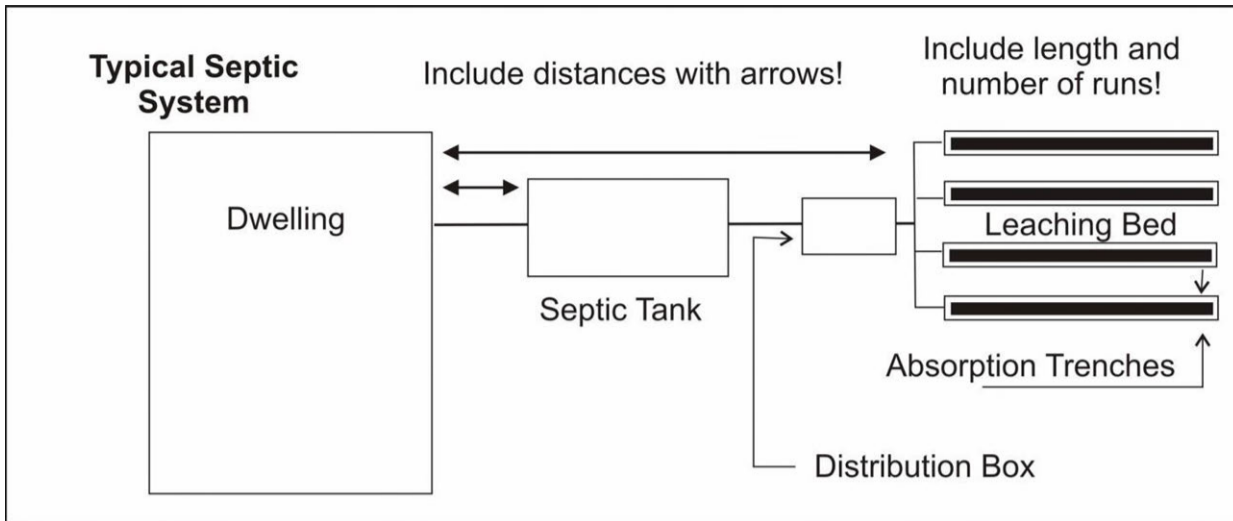 Typical Septic
System
Include distances with arrows!
Include length and
number of runs!
Dwelling
Septic Tank
Leaching Bed
Absorption Trenches
Distribution Box